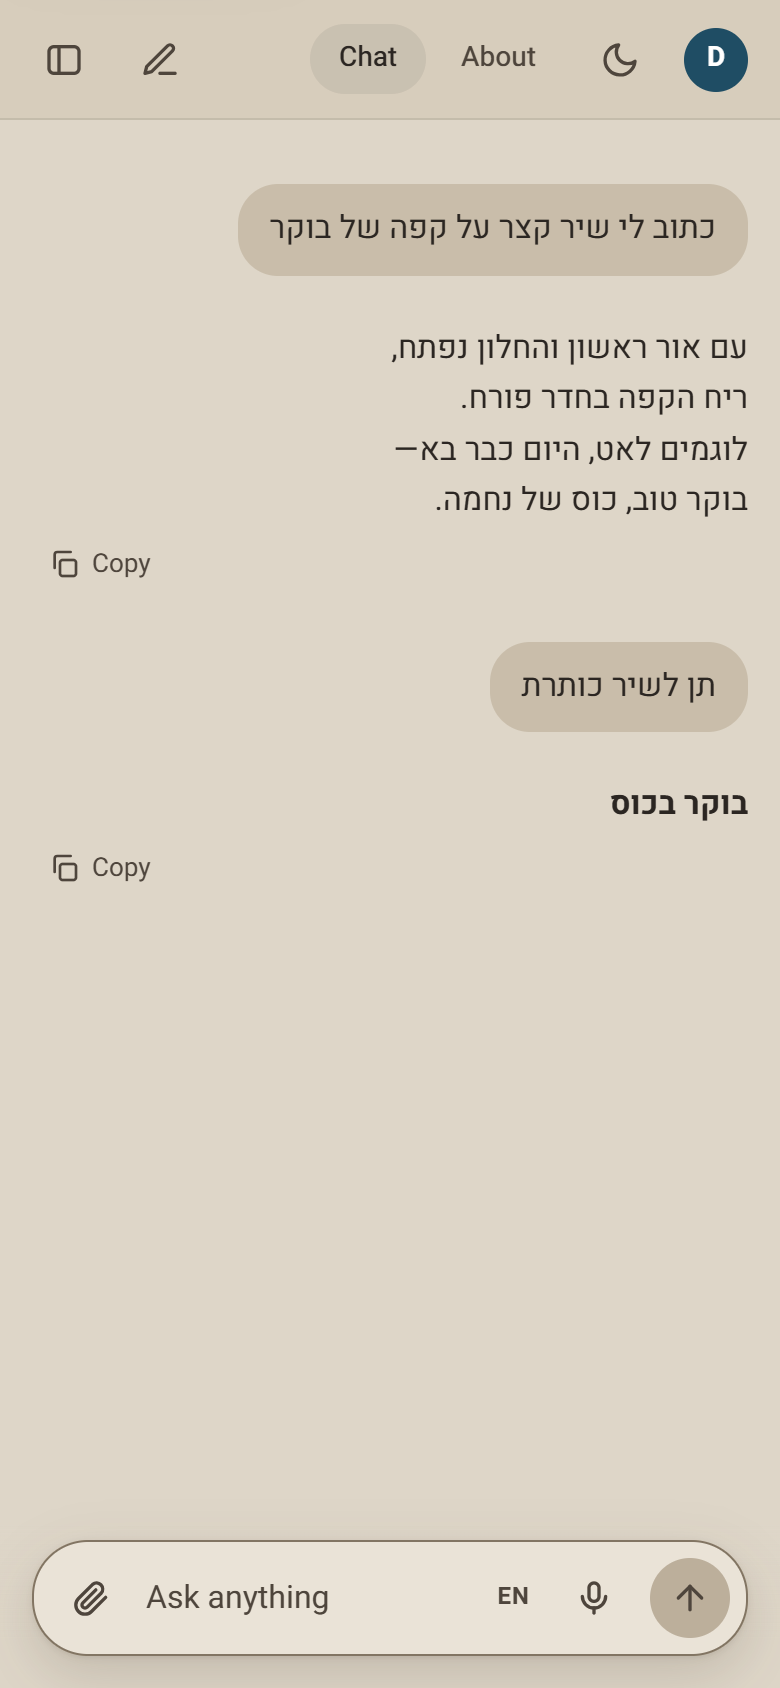 Chat
About
D
כתוב לי שיר קצר על קפה של בוקר
עם אור ראשון והחלון נפתח,
ריח הקפה בחדר פורח.
לוגמים לאט, היום כבר בא—
בוקר טוב, כוס של נחמה.
Copy
תן לשיר כותרת
בוקר בכוס
Copy
Ask anything
EN